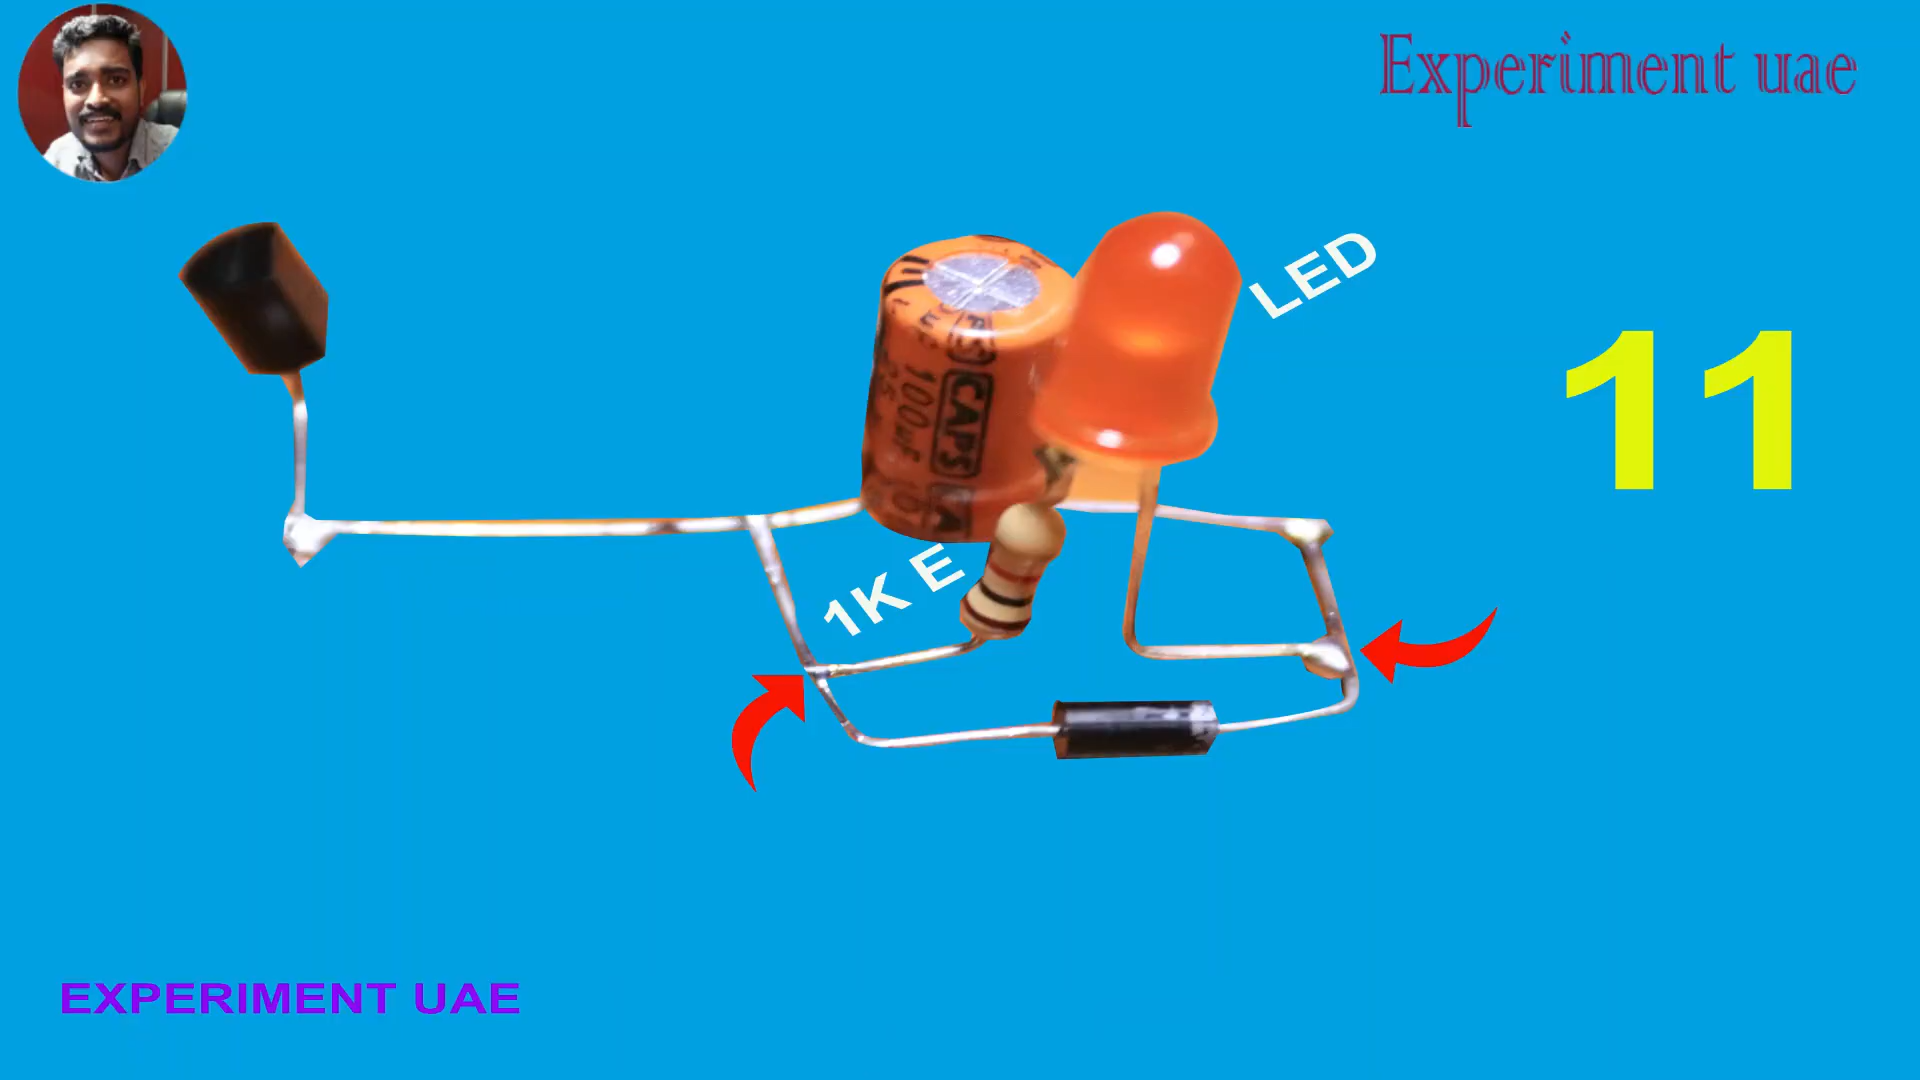 Experiment uae
LED
11
CAPS
100uF
1K E
EXPERIMENT UAE